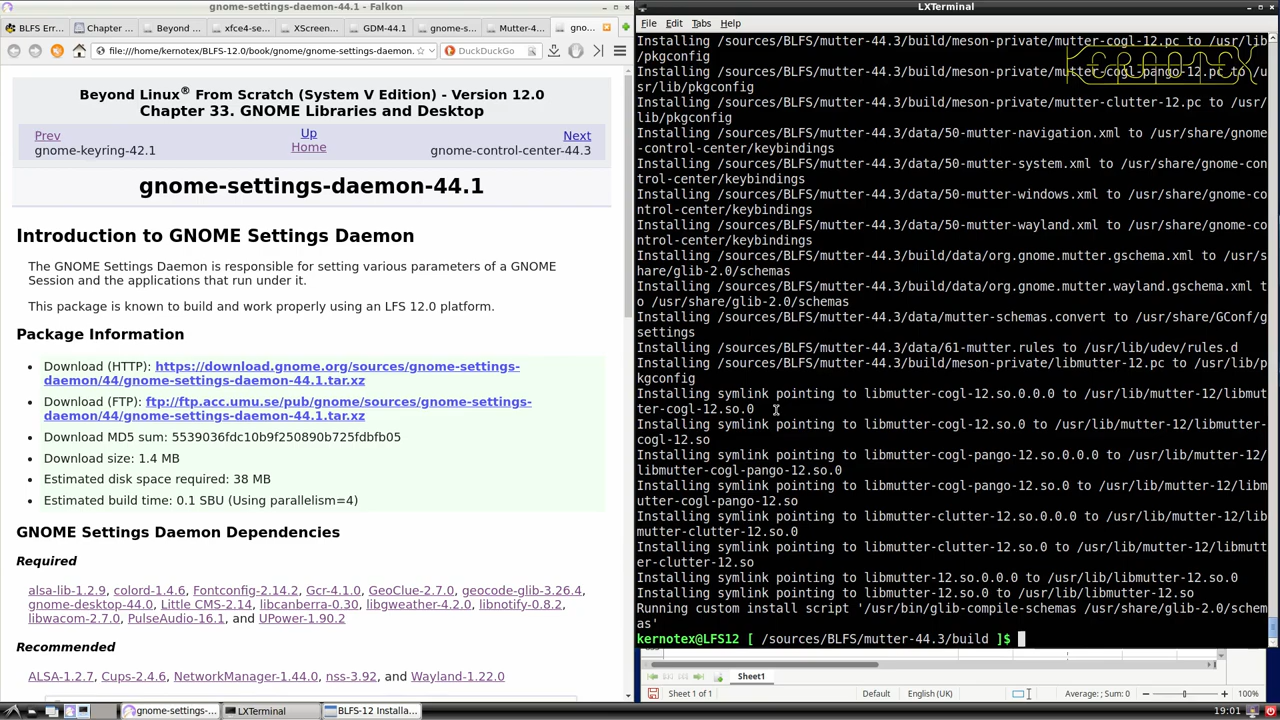 gnome-settings-daemon-44.1 - Falkon
BLFS Err...
Chapter ...
Beyond ...
xfce4-se...
XScreen...
GDM-44.1
gnome-s...
Mutter-4...
gno...
file:///home/kernotex/BLFS-12.0/book/gnome/gnome-settings-daemon.
DuckDuckGo
Beyond Linux® From Scratch (System V Edition) - Version 12.0
Chapter 33. GNOME Libraries and Desktop
Prev
Up
Next
gnome-keyring-42.1
Home
gnome-control-center-44.3
gnome-settings-daemon-44.1
Introduction to GNOME Settings Daemon
The GNOME Settings Daemon is responsible for setting various parameters of a GNOME
Session and the applications that run under it.
This package is known to build and work properly using an LFS 12.0 platform.
Package Information
Download (HTTP): https://download.gnome.org/sources/gnome-settings-
daemon/44/gnome-settings-daemon-44.1.tar.xz
Download (FTP): ftp://ftp.acc.umu.se/pub/gnome/sources/gnome-settings-
daemon/44/gnome-settings-daemon-44.1.tar.xz
Download MD5 sum: 5539036fdc10b9f250890b725fdbfb05
Download size: 1.4 MB
Estimated disk space required: 38 MB
Estimated build time: 0.1 SBU (Using parallelism=4)
GNOME Settings Daemon Dependencies
Required
alsa-lib-1.2.9, colord-1.4.6, Fontconfig-2.14.2, Gcr-4.1.0, GeoClue-2.7.0, geocode-glib-3.26.4,
gnome-desktop-44.0, Little CMS-2.14, libcanberra-0.30, libgweather-4.2.0, libnotify-0.8.2,
libwacom-2.7.0, PulseAudio-16.1, and UPower-1.90.2
Recommended
ALSA-1.2.7, Cups-2.4.6, NetworkManager-1.44.0, nss-3.92, and Wayland-1.22.0
LXTerminal
File Edit Tabs Help
Installing /sources/BLFS/mutter-44.3/build/meson-private/mutter-cogl-12.pc to /usr/lib
/pkgconfig
Installing /sources/BLFS/mutter-44.3/build/meson-private/mutter-cogl-pango-12.pc to /u
sr/lib/pkgconfig
Installing /sources/BLFS/mutter-44.3/build/meson-private/mutter-clutter-12.pc to /usr/
lib/pkgconfig
Installing /sources/BLFS/mutter-44.3/data/50-mutter-navigation.xml to /usr/share/gnome
-control-center/keybindings
Installing /sources/BLFS/mutter-44.3/data/50-mutter-system.xml to /usr/share/gnome-con
trol-center/keybindings
Installing /sources/BLFS/mutter-44.3/data/50-mutter-windows.xml to /usr/share/gnome-co
ntrol-center/keybindings
Installing /sources/BLFS/mutter-44.3/data/50-mutter-wayland.xml to /usr/share/gnome-co
ntrol-center/keybindings
Installing /sources/BLFS/mutter-44.3/build/data/org.gnome.mutter.gschema.xml to /usr/s
hare/glib-2.0/schemas
Installing /sources/BLFS/mutter-44.3/build/data/org.gnome.mutter.wayland.gschema.xml t
o /usr/share/glib-2.0/schemas
Installing /sources/BLFS/mutter-44.3/data/mutter-schemas.convert to /usr/share/GConf/g
settings
Installing /sources/BLFS/mutter-44.3/data/61-mutter.rules to /usr/lib/udev/rules.d
Installing /sources/BLFS/mutter-44.3/build/meson-private/libmutter-12.pc to /usr/lib/p
kgconfig
Installing symlink pointing to libmutter-cogl-12.so.0.0.0 to /usr/lib/mutter-12/libmut
ter-cogl-12.so.0
Installing symlink pointing to libmutter-cogl-12.so.0 to /usr/lib/mutter-12/libmutter-
cogl-12.so
Installing symlink pointing to libmutter-cogl-pango-12.so.0.0.0 to /usr/lib/mutter-12/
libmutter-cogl-pango-12.so.0
Installing symlink pointing to libmutter-cogl-pango-12.so.0 to /usr/lib/mutter-12/libm
utter-cogl-pango-12.so
Installing symlink pointing to libmutter-clutter-12.so.0.0.0 to /usr/lib/mutter-12/lib
mutter-clutter-12.so.0
Installing symlink pointing to libmutter-clutter-12.so.0 to /usr/lib/mutter-12/libmutt
er-clutter-12.so
Installing symlink pointing to libmutter-12.so.0.0.0 to /usr/lib/libmutter-12.so.0
Installing symlink pointing to libmutter-12.so.0 to /usr/lib/libmutter-12.so
Running custom install script '/usr/bin/glib-compile-schemas /usr/share/glib-2.0/schem
as'
kernotex@LFS12 [ /sources/BLFS/mutter-44.3/build ]$
KERNOTEX
Sheet1
Sheet 1 of 1
Default
English (UK)
Average: ; Sum: 0
100%
gnome-settings-...
LXTerminal
BLFS-12 Installa...
19:01